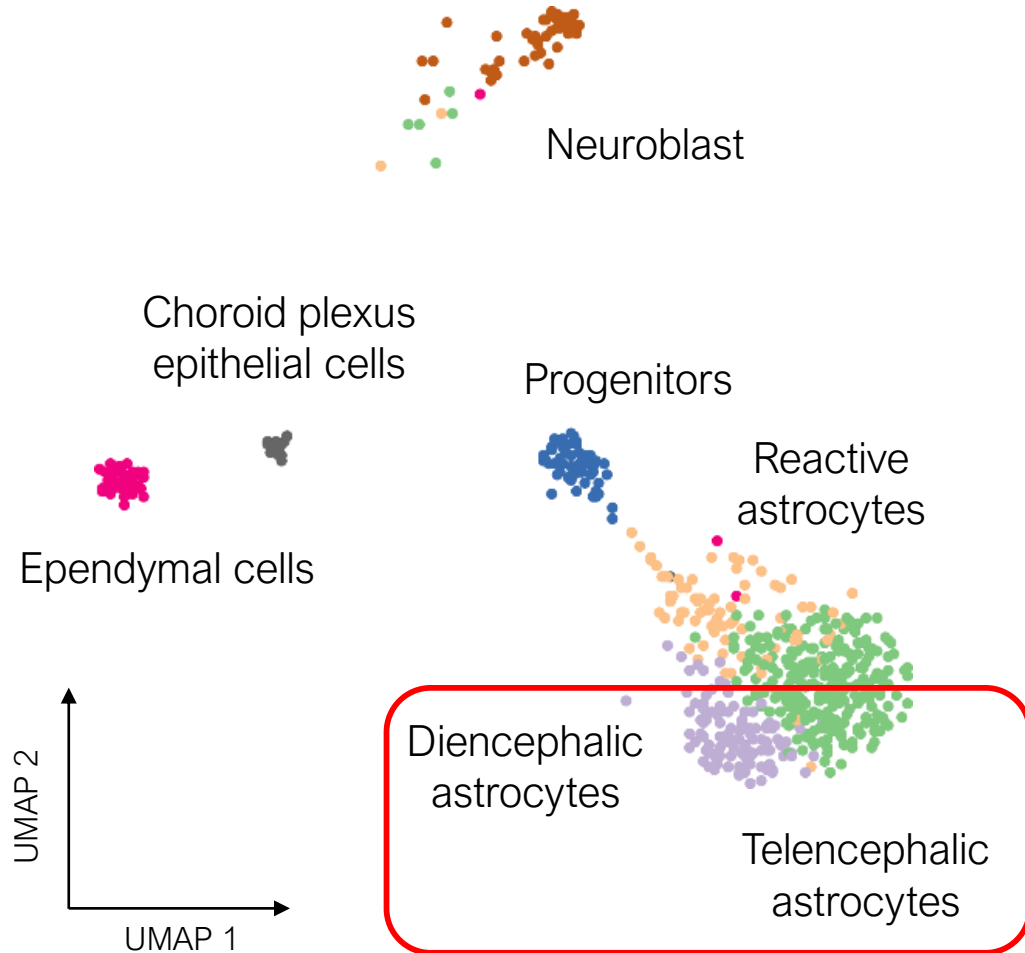 Neuroblast
Choroid plexus
epithelial cells
Progenitors
Reactive
astrocytes
Ependymal cells
Diencephalic
astrocytes
Telencephalic
astrocytes
UMAP 2
UMAP 1